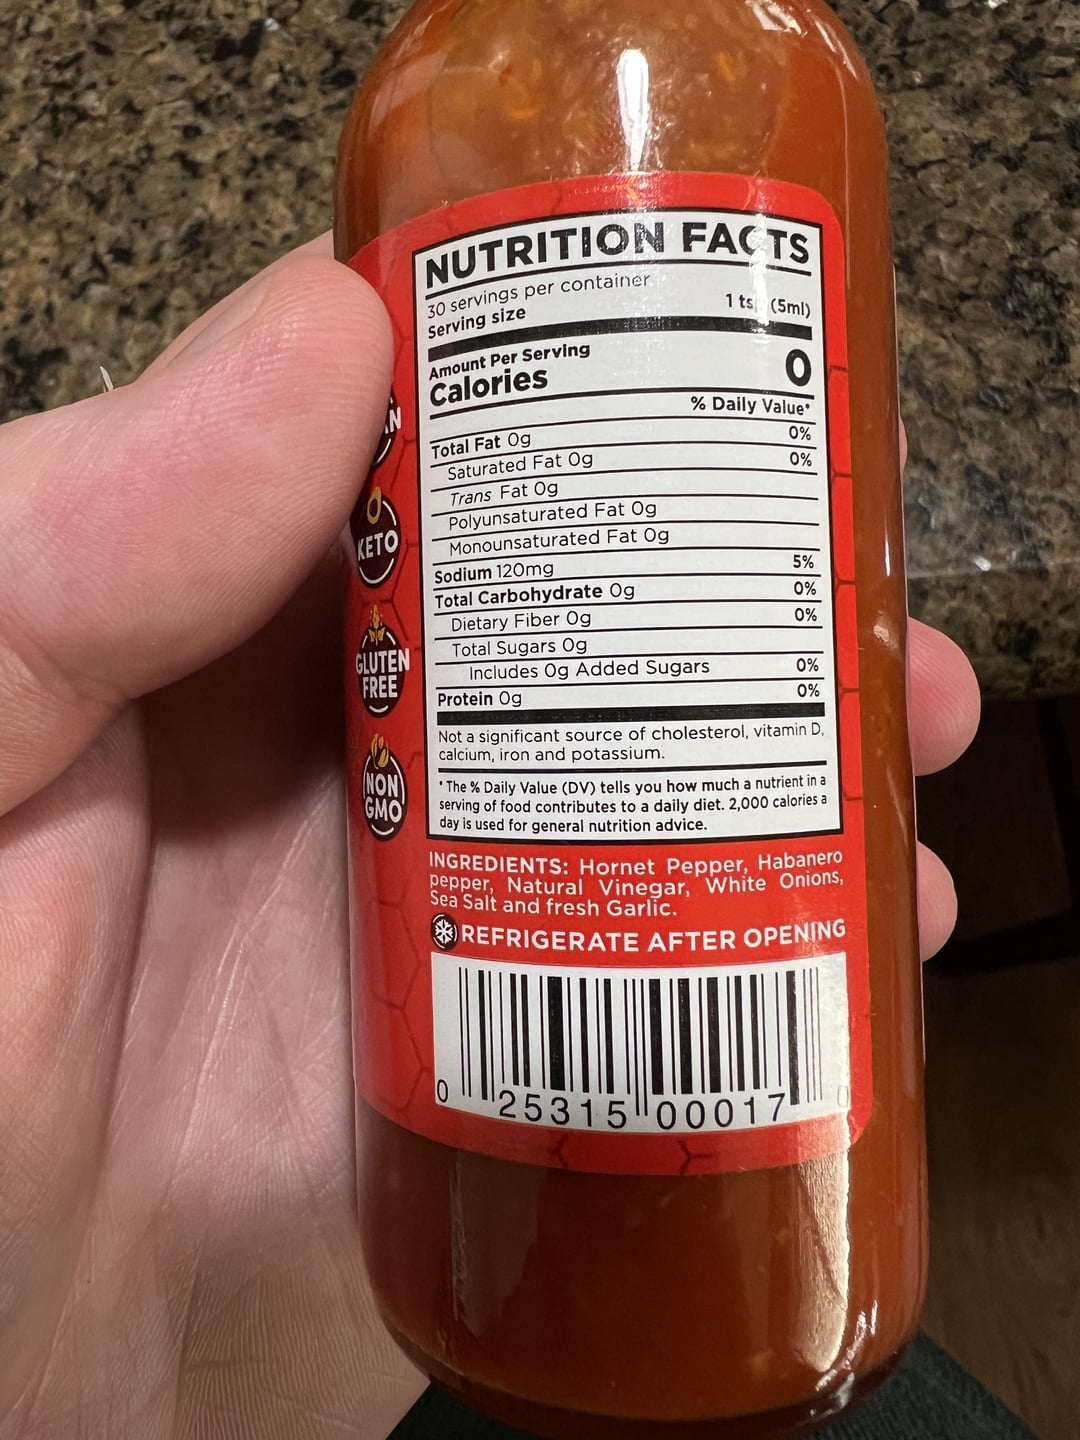 NUTRITION FACTS
30 servings per container
Serving size 1 ts (5ml)
Amount Per Serving
Calories 0
% Daily Value*
Total Fat 0g 0%
Saturated Fat 0g 0%
Trans Fat 0g
Polyunsaturated Fat 0g
Monounsaturated Fat 0g
Sodium 120mg 5%
Total Carbohydrate 0g 0%
Dietary Fiber 0g 0%
Total Sugars 0g
Includes 0g Added Sugars 0%
Protein 0g 0%
Not a significant source of cholesterol, vitamin D,
calcium, iron and potassium.
* The % Daily Value (DV) tells you how much a nutrient in a
serving of food contributes to a daily diet. 2,000 calories a
day is used for general nutrition advice.
KETO
GLUTEN
FREE
NON
GMO
INGREDIENTS: Hornet Pepper, Habanero
pepper, Natural Vinegar, White Onions,
Sea Salt and fresh Garlic.
REFRIGERATE AFTER OPENING
0 25315 00017 0